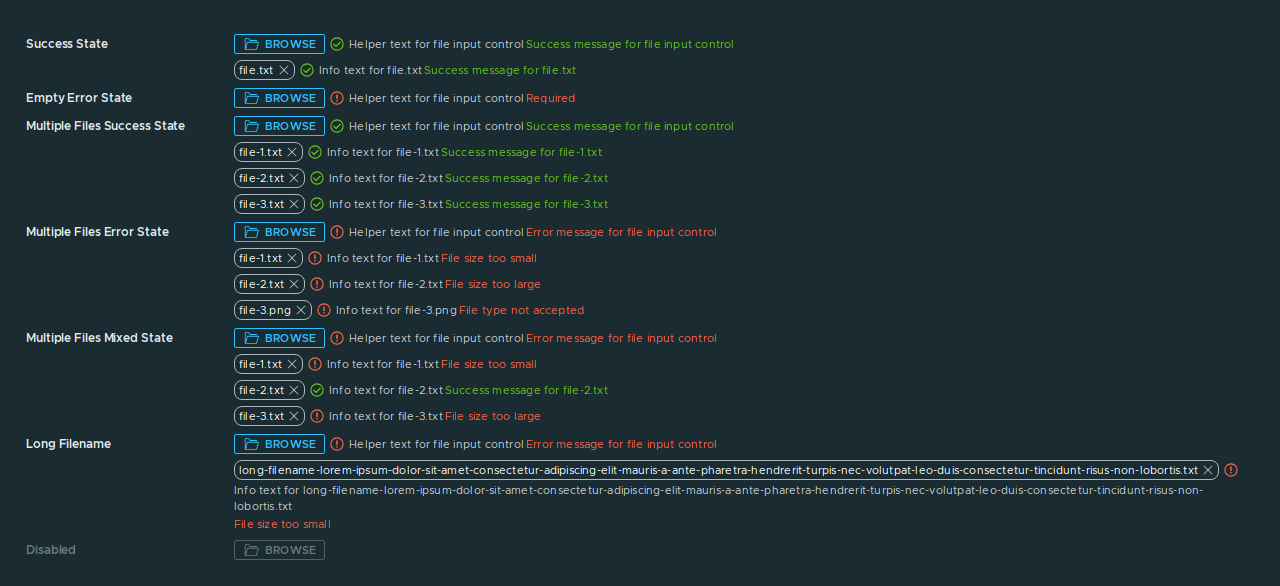 Success State BROWSE Helper text for file input control Success message for file input control
file.txt Info text for file.txt Success message for file.txt
Empty Error State BROWSE Helper text for file input control Required
Multiple Files Success State BROWSE Helper text for file input control Success message for file input control
file-1.txt Info text for file-1.txt Success message for file-1.txt
file-2.txt Info text for file-2.txt Success message for file-2.txt
file-3.txt Info text for file-3.txt Success message for file-3.txt
Multiple Files Error State BROWSE Helper text for file input control Error message for file input control
file-1.txt Info text for file-1.txt File size too small
file-2.txt Info text for file-2.txt File size too large
file-3.png Info text for file-3.png File type not accepted
Multiple Files Mixed State BROWSE Helper text for file input control Error message for file input control
file-1.txt Info text for file-1.txt File size too small
file-2.txt Info text for file-2.txt Success message for file-2.txt
file-3.txt Info text for file-3.txt File size too large
Long Filename BROWSE Helper text for file input control Error message for file input control
long-filename-lorem-ipsum-dolor-sit-amet-consectetur-adipiscing-elit-mauris-a-ante-pharetra-hendrerit-turpis-nec-volutpat-leo-duis-consectetur-tincidunt-risus-non-lobortis.txt
Info text for long-filename-lorem-ipsum-dolor-sit-amet-consectetur-adipiscing-elit-mauris-a-ante-pharetra-hendrerit-turpis-nec-volutpat-leo-duis-consectetur-tincidunt-risus-non-
lobortis.txt
File size too small
Disabled BROWSE